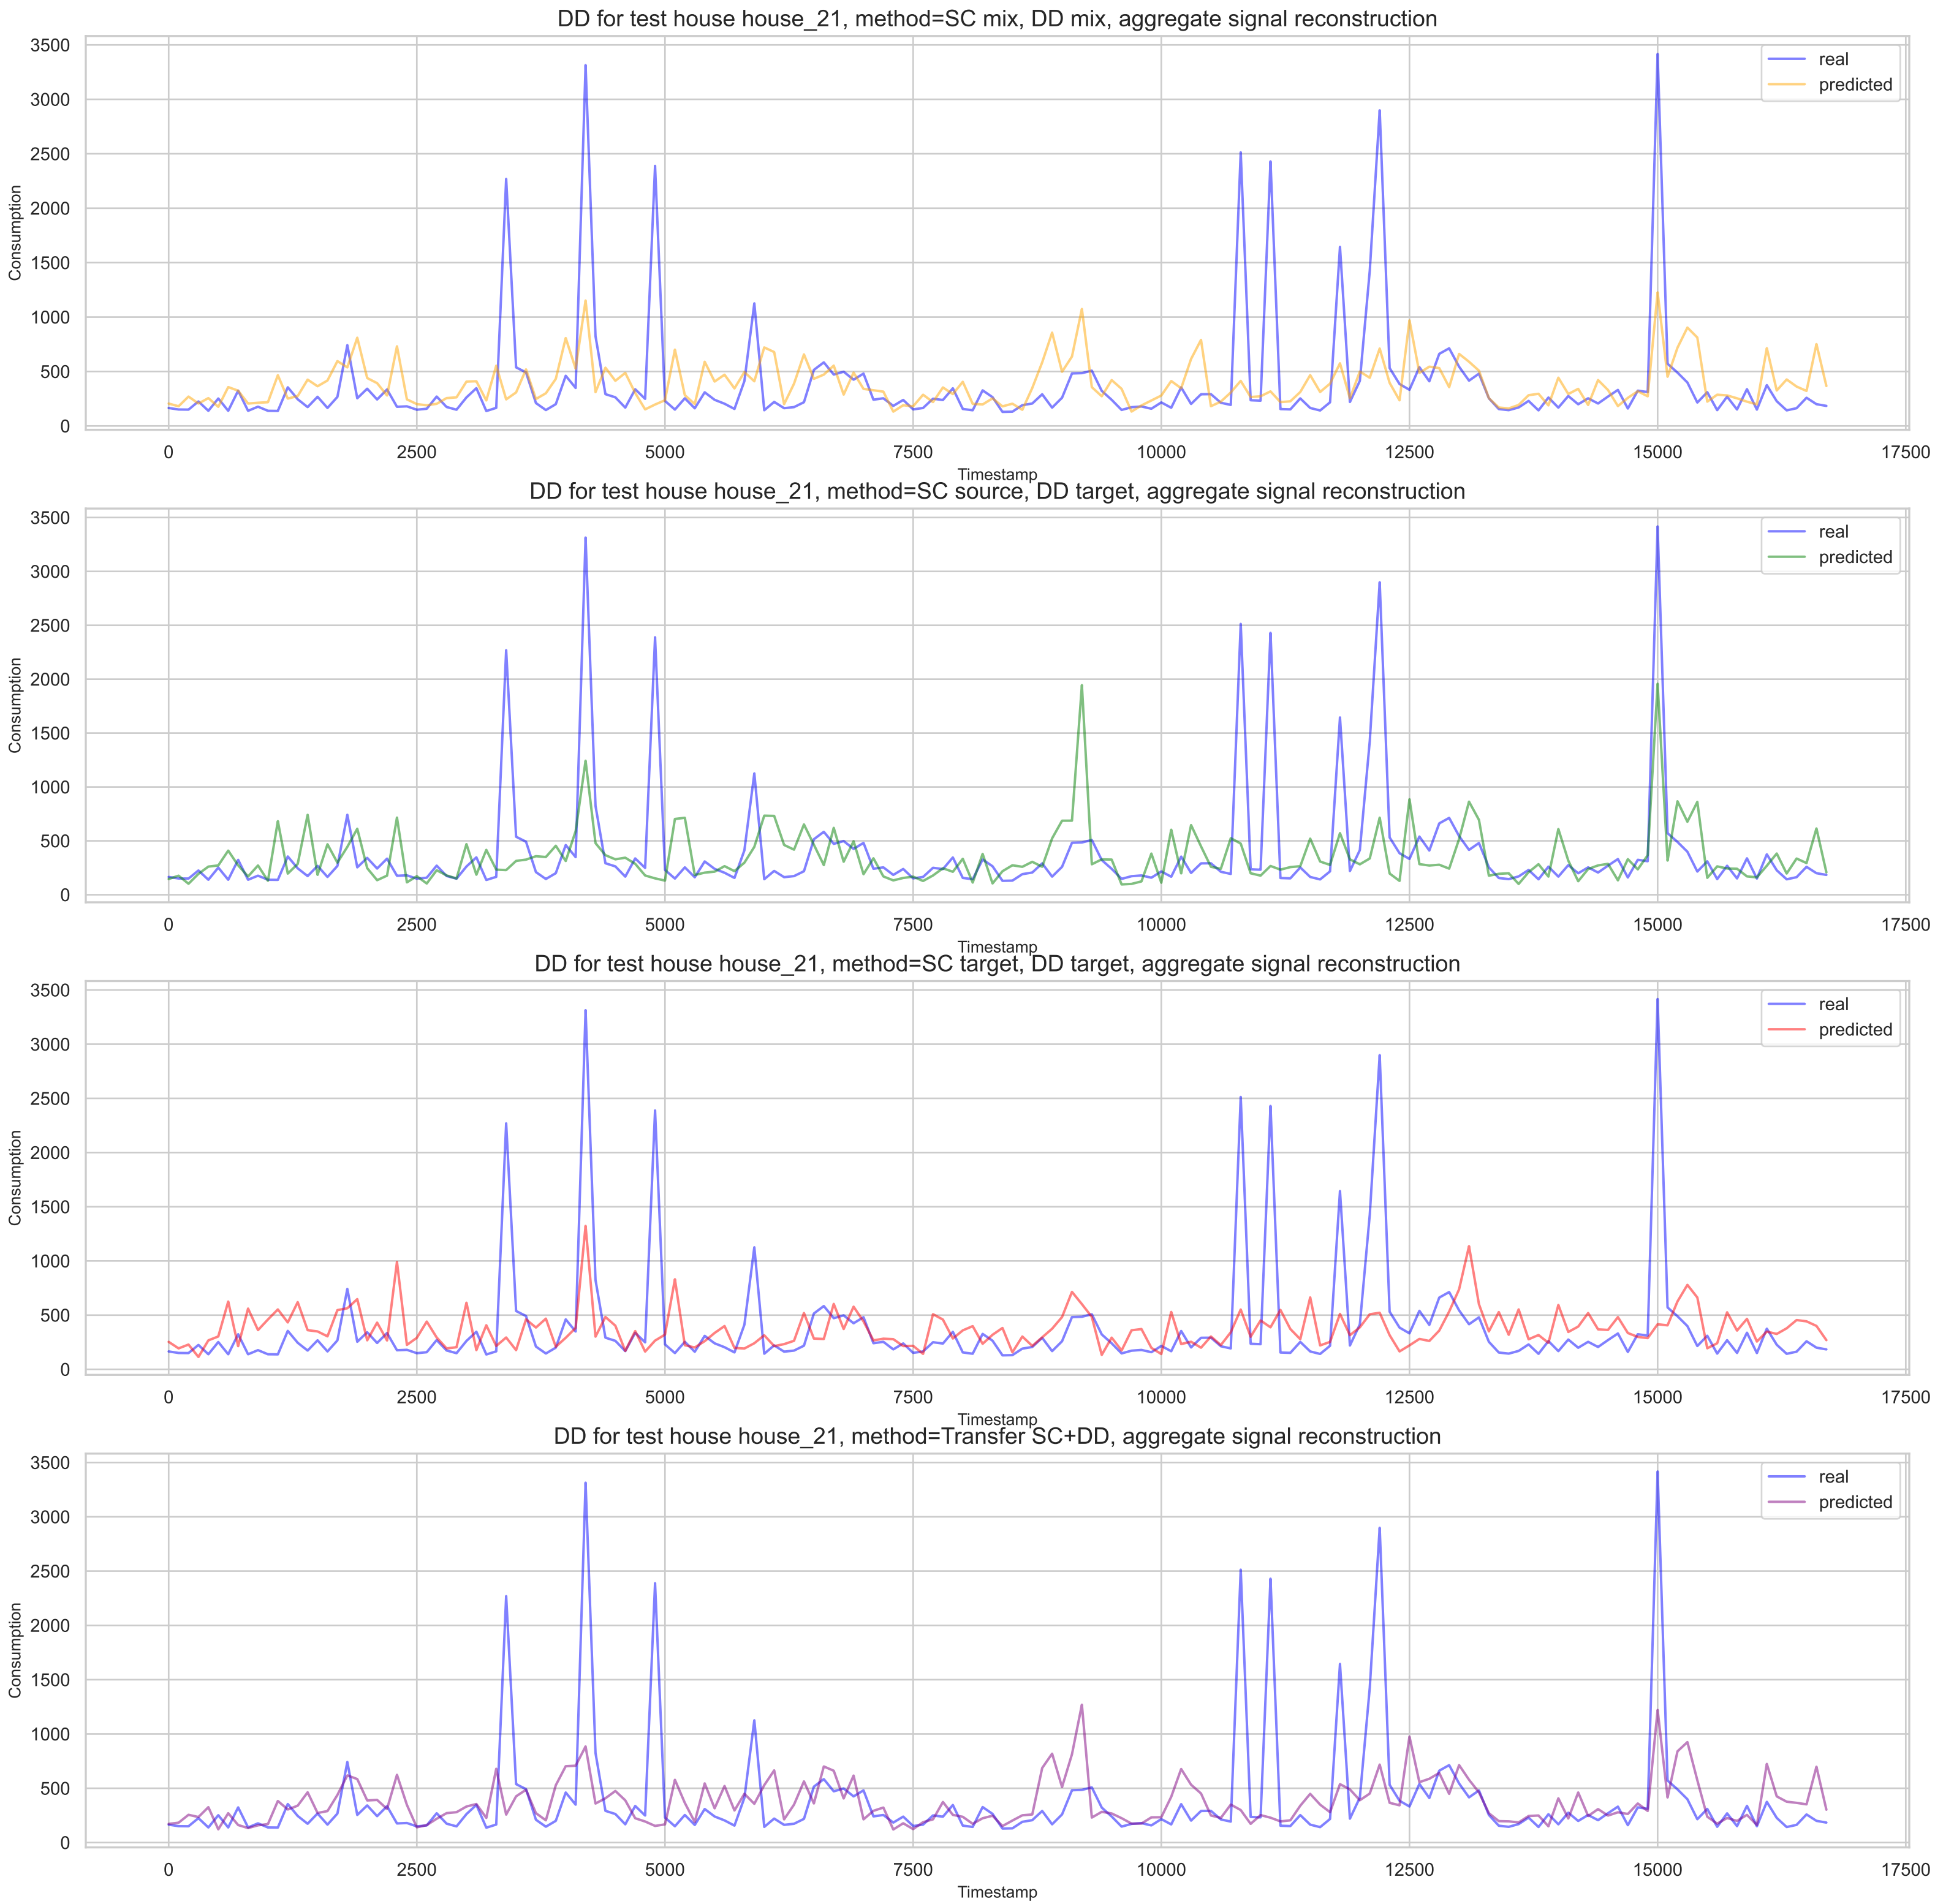 DD for test house house_21, method=SC mix, DD mix, aggregate signal reconstruction
3500
3000
2500
2000
1500
1000
500
0
Consumption
real
predicted
0 2500 5000 7500 10000 12500 15000 17500
Timestamp
DD for test house house_21, method=SC source, DD target, aggregate signal reconstruction
3500
3000
2500
2000
1500
1000
500
0
Consumption
real
predicted
0 2500 5000 7500 10000 12500 15000 17500
Timestamp
DD for test house house_21, method=SC target, DD target, aggregate signal reconstruction
3500
3000
2500
2000
1500
1000
500
0
Consumption
real
predicted
0 2500 5000 7500 10000 12500 15000 17500
Timestamp
DD for test house house_21, method=Transfer SC+DD, aggregate signal reconstruction
3500
3000
2500
2000
1500
1000
500
0
Consumption
real
predicted
0 2500 5000 7500 10000 12500 15000 17500
Timestamp